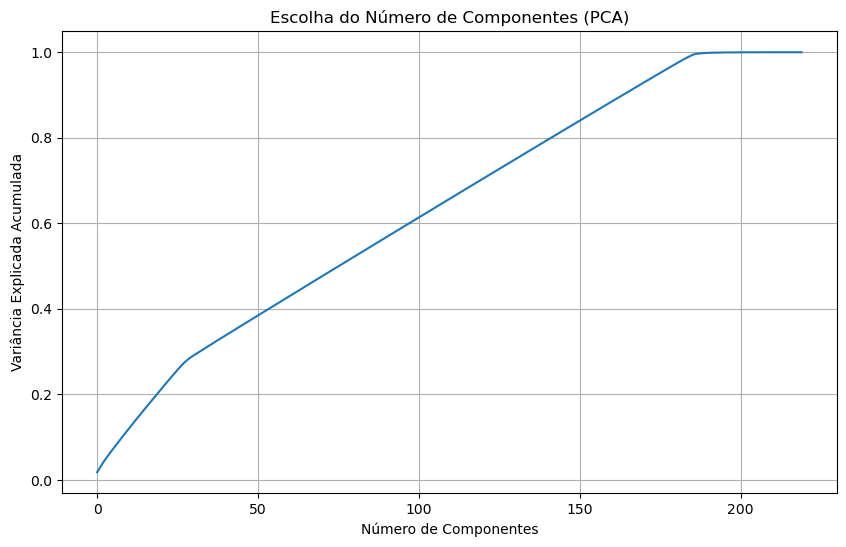 Escolha do Número de Componentes (PCA)
1.0
0.8
0.6
0.4
0.2
0.0
Variância Explicada Acumulada
0 50 100 150 200
Número de Componentes